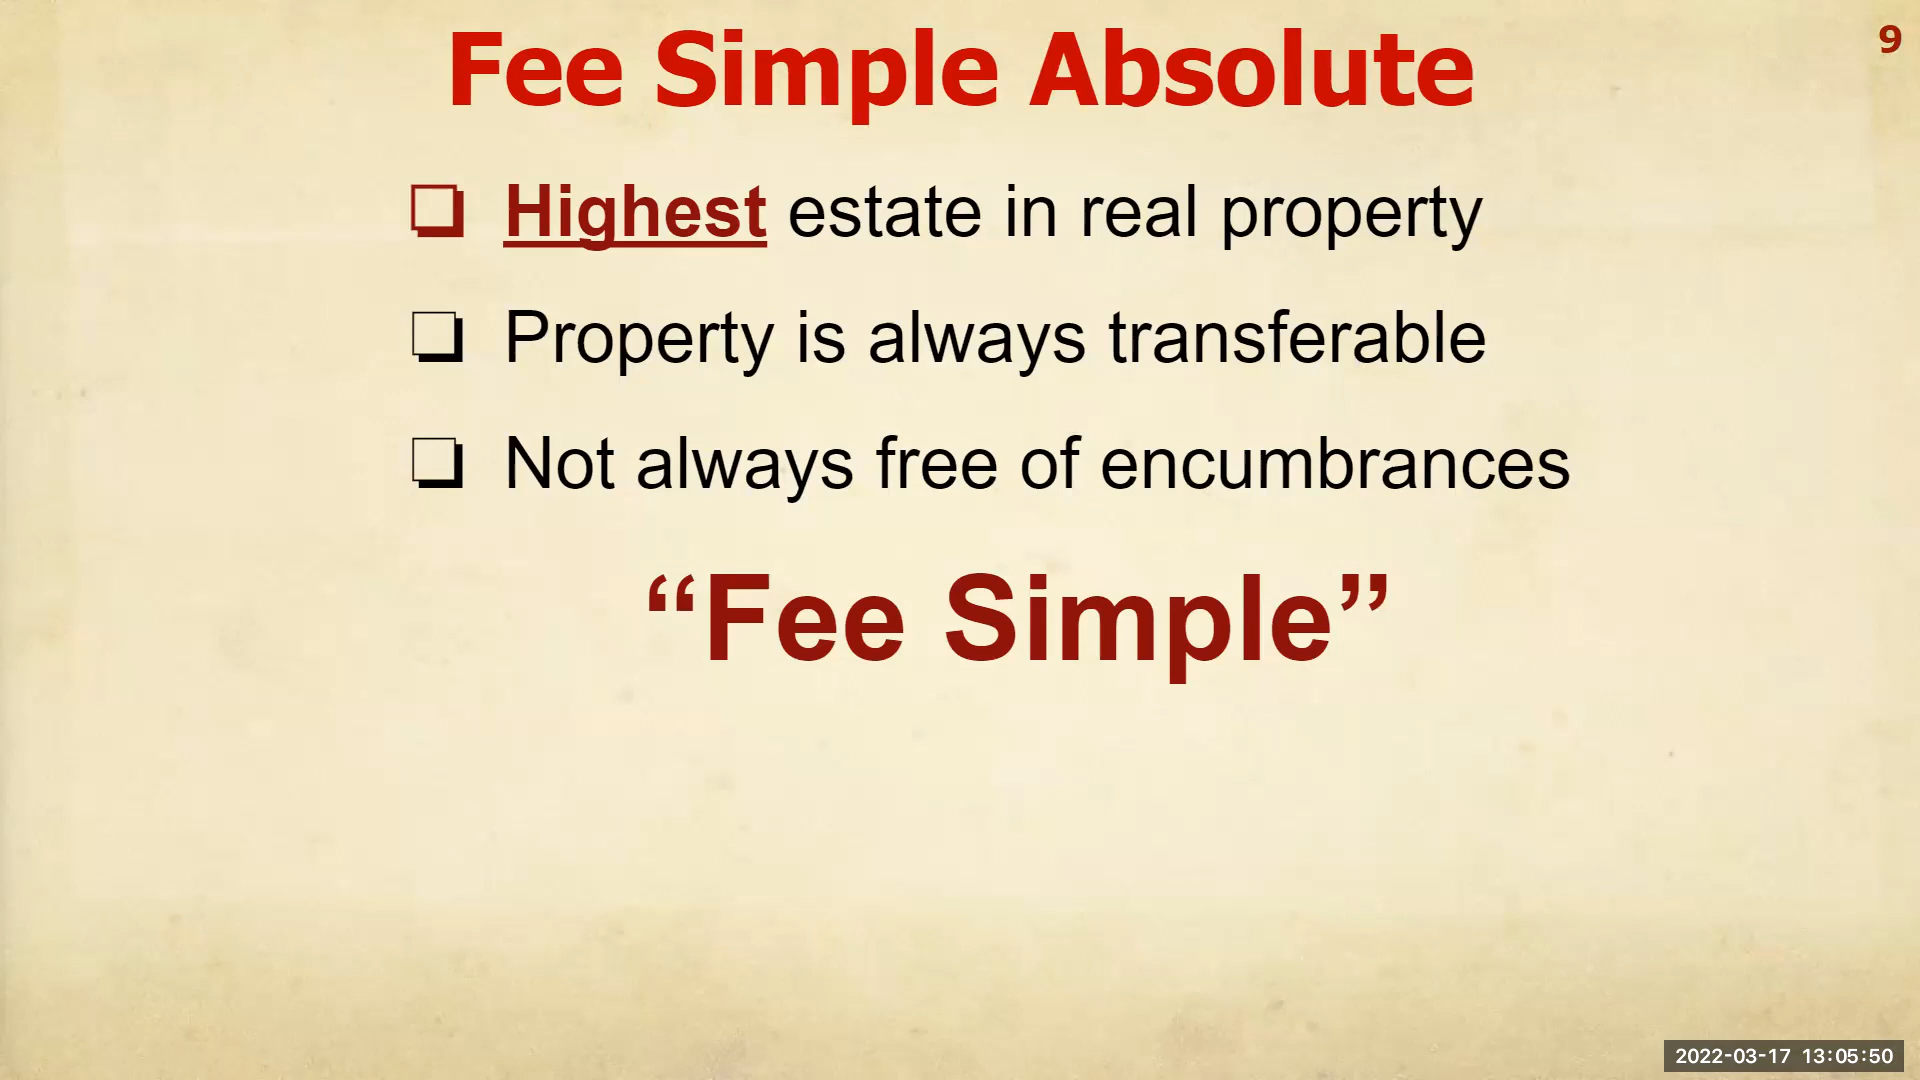 Fee Simple Absolute
9
❏ Highest estate in real property
❏ Property is always transferable
❏ Not always free of encumbrances
“Fee Simple”
2022-03-17 13:05:50